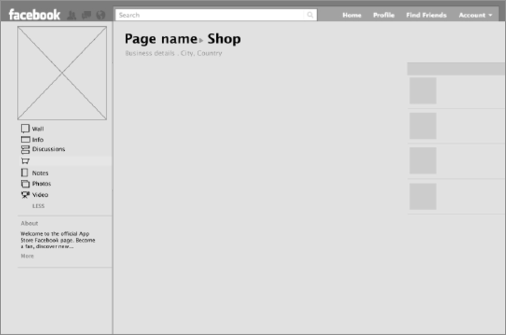 facebook
Search
Home Profile Find Friends Account
Page name Shop
Business details . City, Country
Wall
Info
Discussions
Notes
Photos
Video
LESS
About
Welcome to the official App
Store Facebook page. Become
a fan, discover new...
More